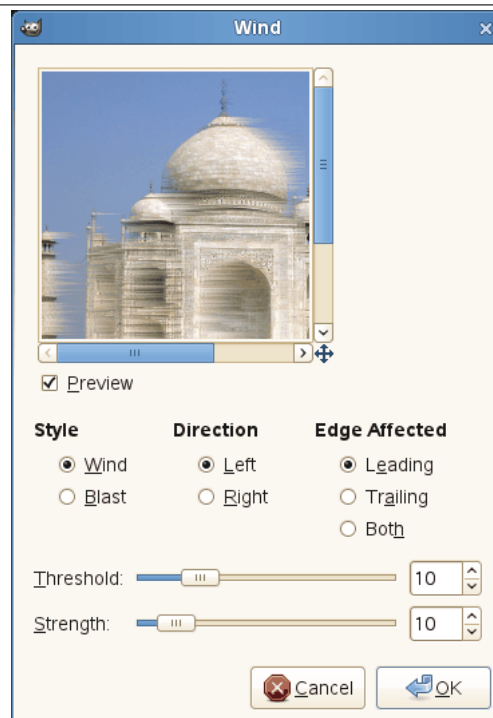 Wind
Preview
Style Direction Edge Affected
Wind Left Leading
Blast Right Trailing
Both
Threshold: 10
Strength: 10
Cancel OK